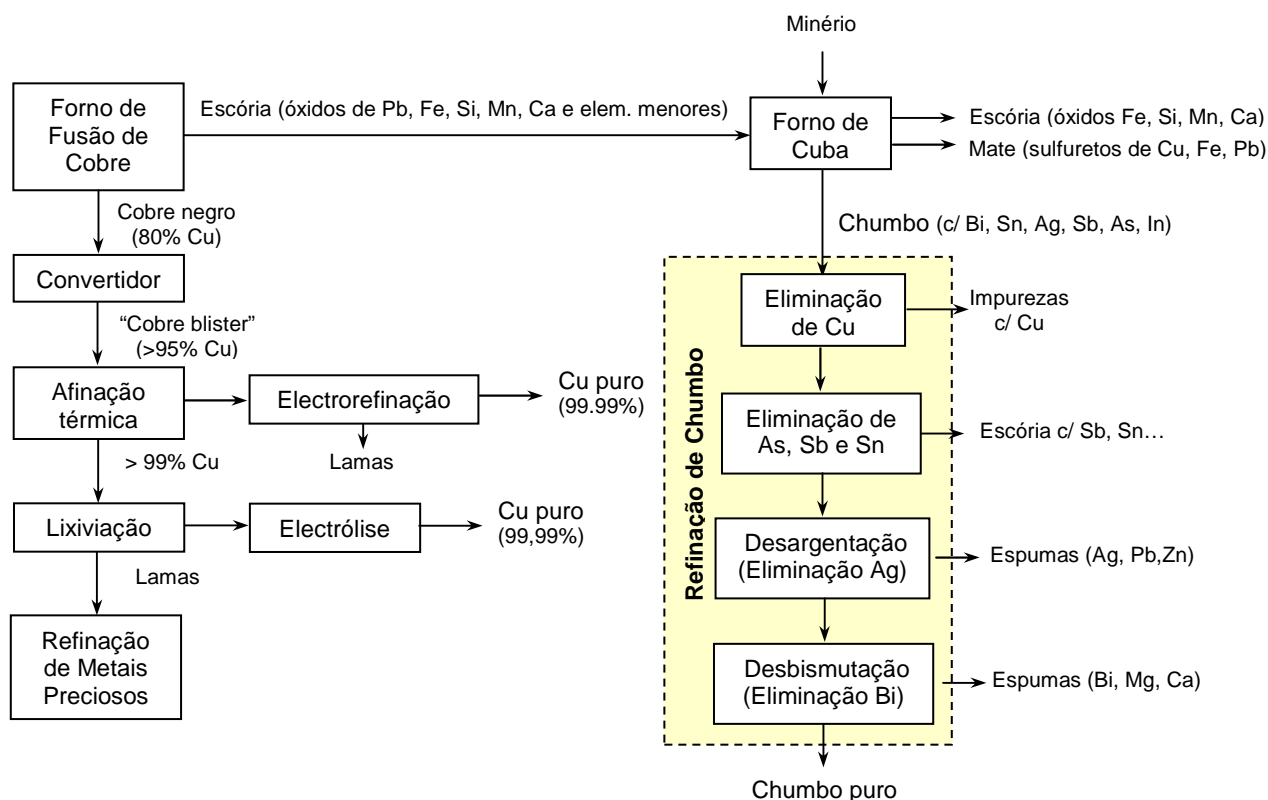 Minério
Forno de
Fusão de
Cobre
Escória (óxidos de Pb, Fe, Si, Mn, Ca e elem. menores)
Forno de
Cuba
Escória (óxidos Fe, Si, Mn, Ca)
Mate (sulfuretos de Cu, Fe, Pb)
Cobre negro
(80% Cu)
Chumbo (c/ Bi, Sn, Ag, Sb, As, In)
Convertidor
“Cobre blister”
(>95% Cu)
Afinação
térmica
Electrorefinação
Cu puro
(99.99%)
> 99% Cu
Lamas
Lixiviação
Electrólise
Cu puro
(99,99%)
Lamas
Refinação
de Metais
Preciosos
Refinação de Chumbo
Eliminação
de Cu
Impurezas
c/ Cu
Eliminação de
As, Sb e Sn
Escória c/ Sb, Sn…
Desargentação
(Eliminação Ag)
Espumas (Ag, Pb,Zn)
Desbismutação
(Eliminação Bi)
Espumas (Bi, Mg, Ca)
Chumbo puro